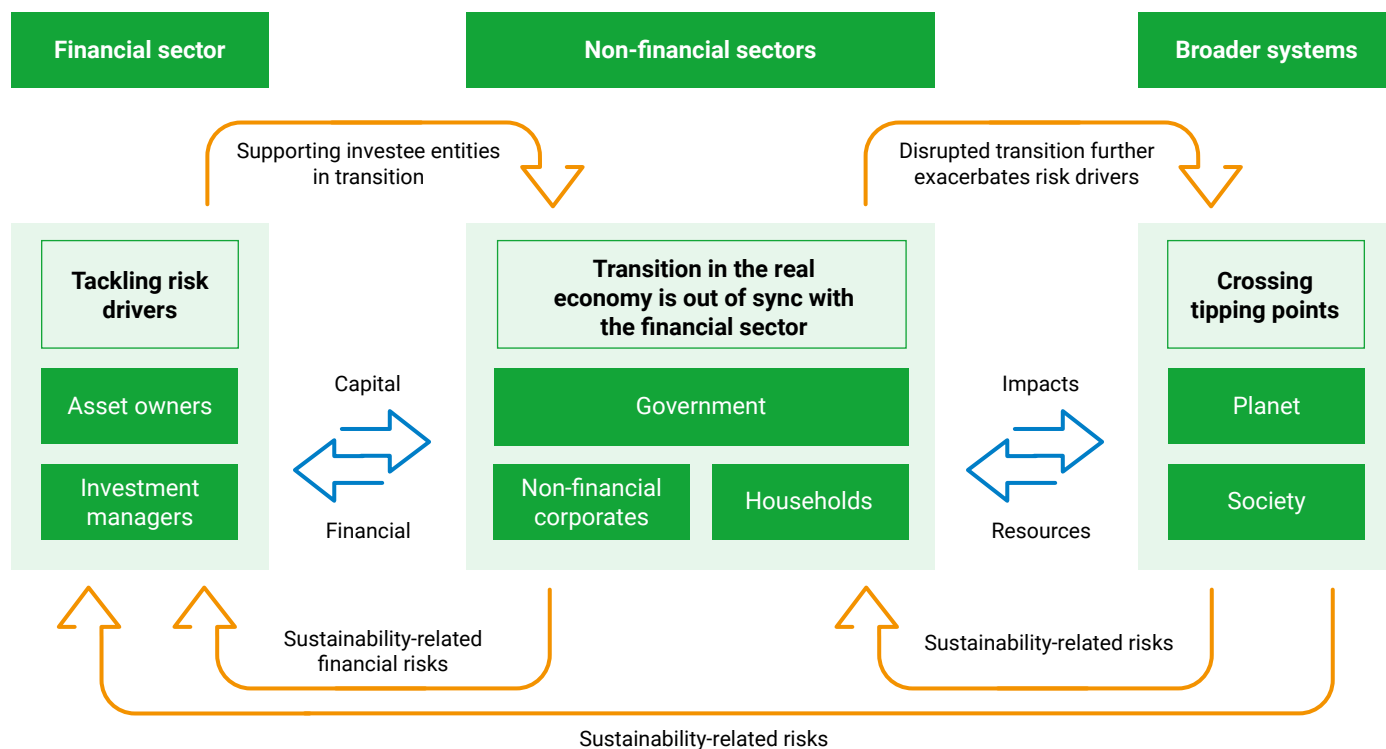 Financial sector
Non-financial sectors
Broader systems
Supporting investee entities
in transition
Disrupted transition further
exacerbates risk drivers
Tackling risk
drivers
Transition in the real
economy is out of sync with
the financial sector
Crossing
tipping points
Asset owners
Capital
Government
Impacts
Planet
Investment
managers
Financial
Non-financial
corporates
Households
Resources
Society
Sustainability-related
financial risks
Sustainability-related risks
Sustainability-related risks